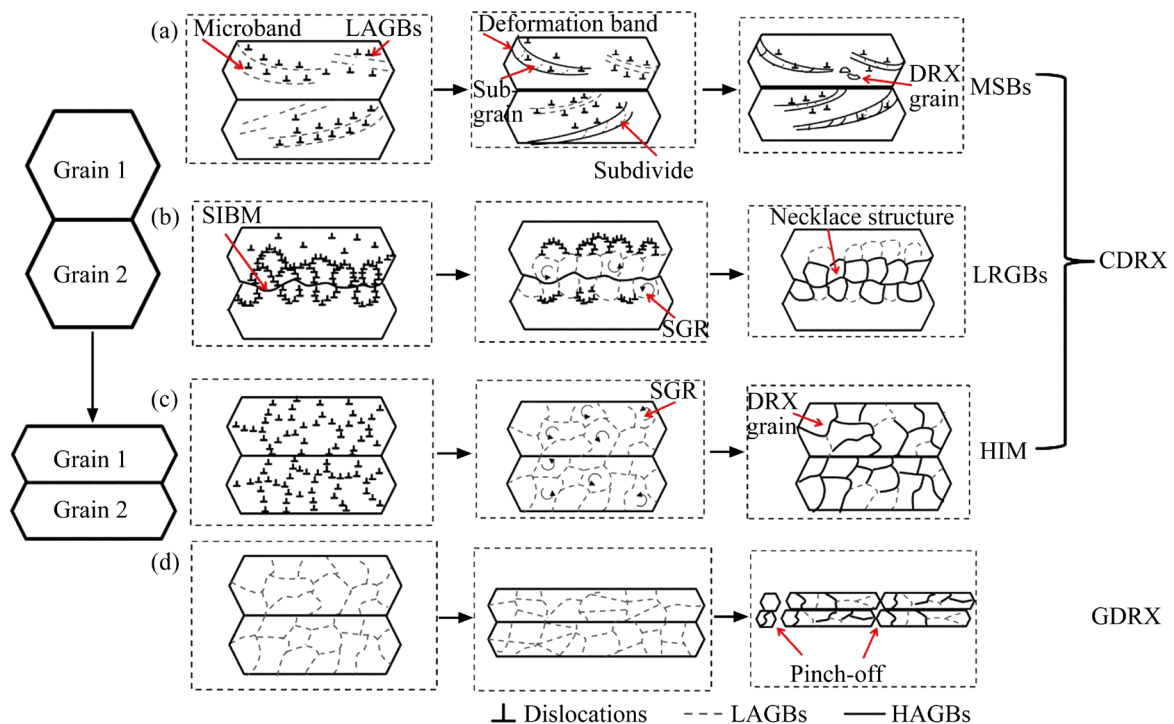 (a)
Microband
LAGBs
Deformation band
Sub-
grain
Subdivide
DRX
grain
MSBs
Grain 1
Grain 2
(b)
SIBM
SGR
Necklace structure
LRGBs
CDRX
(c)
SGR
DRX
grain
HIM
Grain 1
Grain 2
(d)
Pinch-off
GDRX
Dislocations
LAGBs
HAGBs